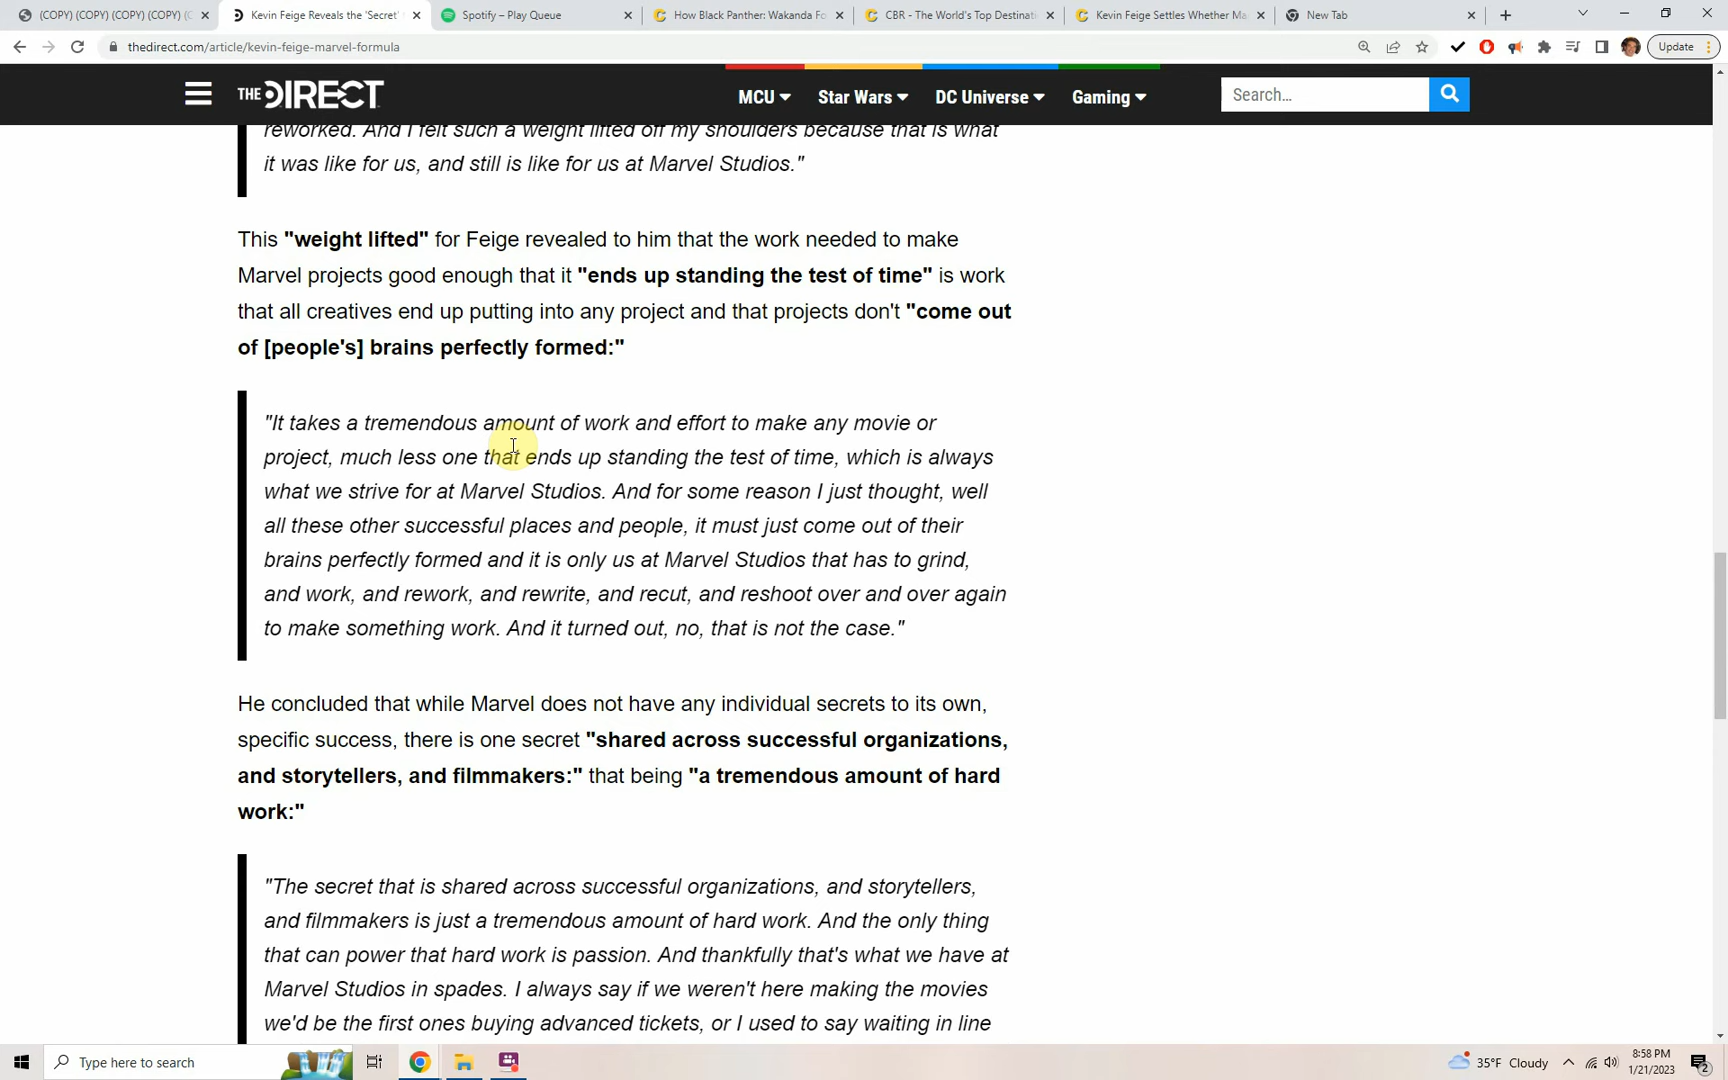 (COPY) (COPY) (COPY) (COPY) (C
Kevin Feige Reveals the 'Secret'
Spotify – Play Queue
How Black Panther: Wakanda Fo
CBR - The World's Top Destinati
Kevin Feige Settles Whether Ma
New Tab
thedirect.com/article/kevin-feige-marvel-formula
Update
THE DIRECT
MCU
Star Wars
DC Universe
Gaming
Search...
reworked. And I felt such a weight lifted off my shoulders because that is what
it was like for us, and still is like for us at Marvel Studios."
This "weight lifted" for Feige revealed to him that the work needed to make
Marvel projects good enough that it "ends up standing the test of time" is work
that all creatives end up putting into any project and that projects don't "come out
of [people's] brains perfectly formed:"
"It takes a tremendous amount of work and effort to make any movie or
project, much less one that ends up standing the test of time, which is always
what we strive for at Marvel Studios. And for some reason I just thought, well
all these other successful places and people, it must just come out of their
brains perfectly formed and it is only us at Marvel Studios that has to grind,
and work, and rework, and rewrite, and recut, and reshoot over and over again
to make something work. And it turned out, no, that is not the case."
He concluded that while Marvel does not have any individual secrets to its own,
specific success, there is one secret "shared across successful organizations,
and storytellers, and filmmakers:" that being "a tremendous amount of hard
work:"
"The secret that is shared across successful organizations, and storytellers,
and filmmakers is just a tremendous amount of hard work. And the only thing
that can power that hard work is passion. And thankfully that's what we have at
Marvel Studios in spades. I always say if we weren't here making the movies
we'd be the first ones buying advanced tickets, or I used to say waiting in line
Type here to search
35°F Cloudy
8:58 PM
1/21/2023
2